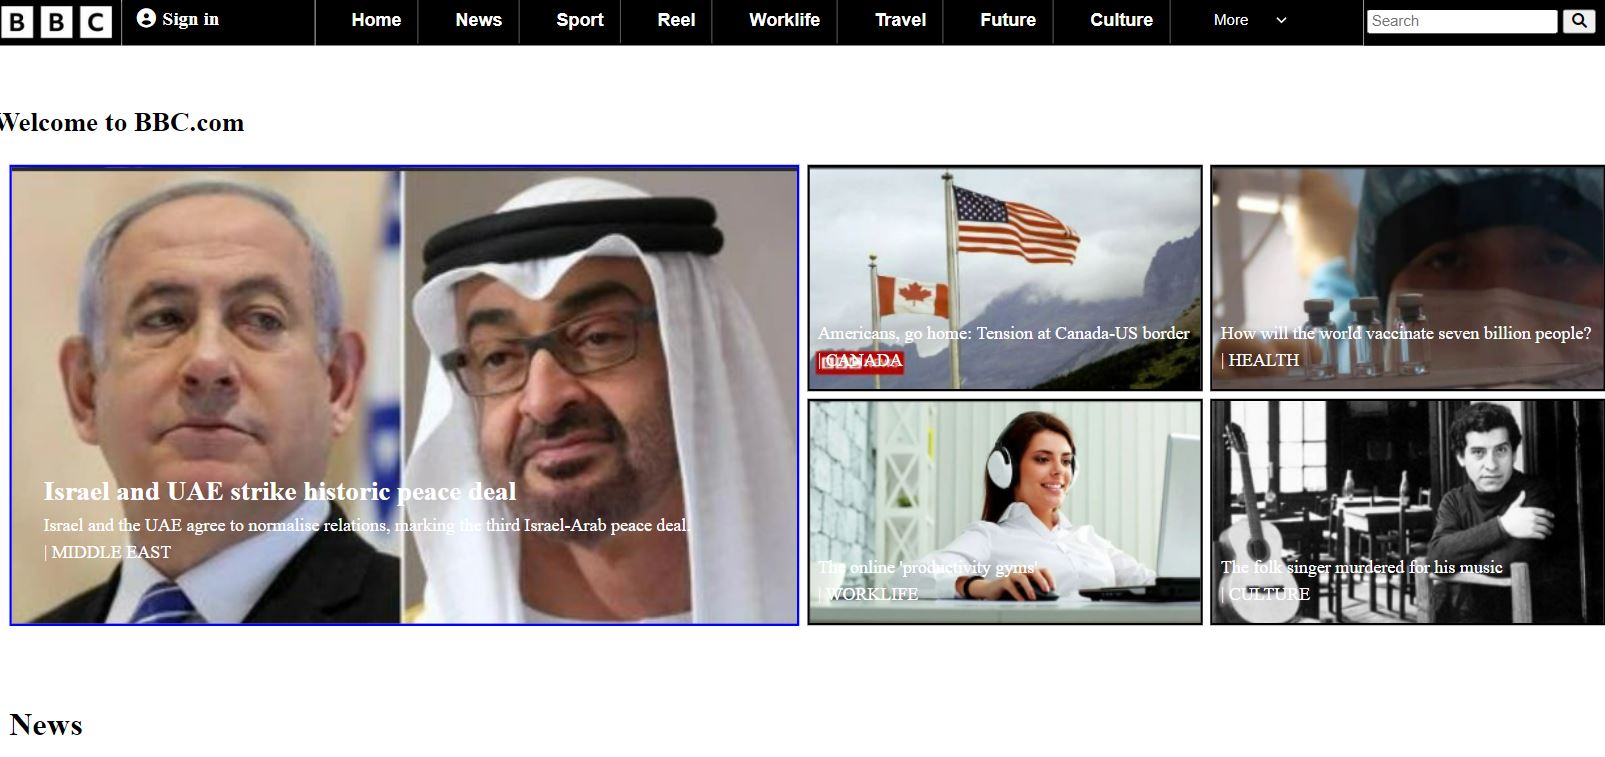 BBC Sign in Home News Sport Reel Worklife Travel Future Culture More Search
Welcome to BBC.com
Israel and UAE strike historic peace deal
Israel and the UAE agree to normalise relations, marking the third Israel-Arab peace deal.
| MIDDLE EAST
Americans, go home: Tension at Canada-US border
| CANADA
How will the world vaccinate seven billion people?
| HEALTH
The online 'productivity gyms'
| WORKLIFE
The folk singer murdered for his music
| CULTURE
News